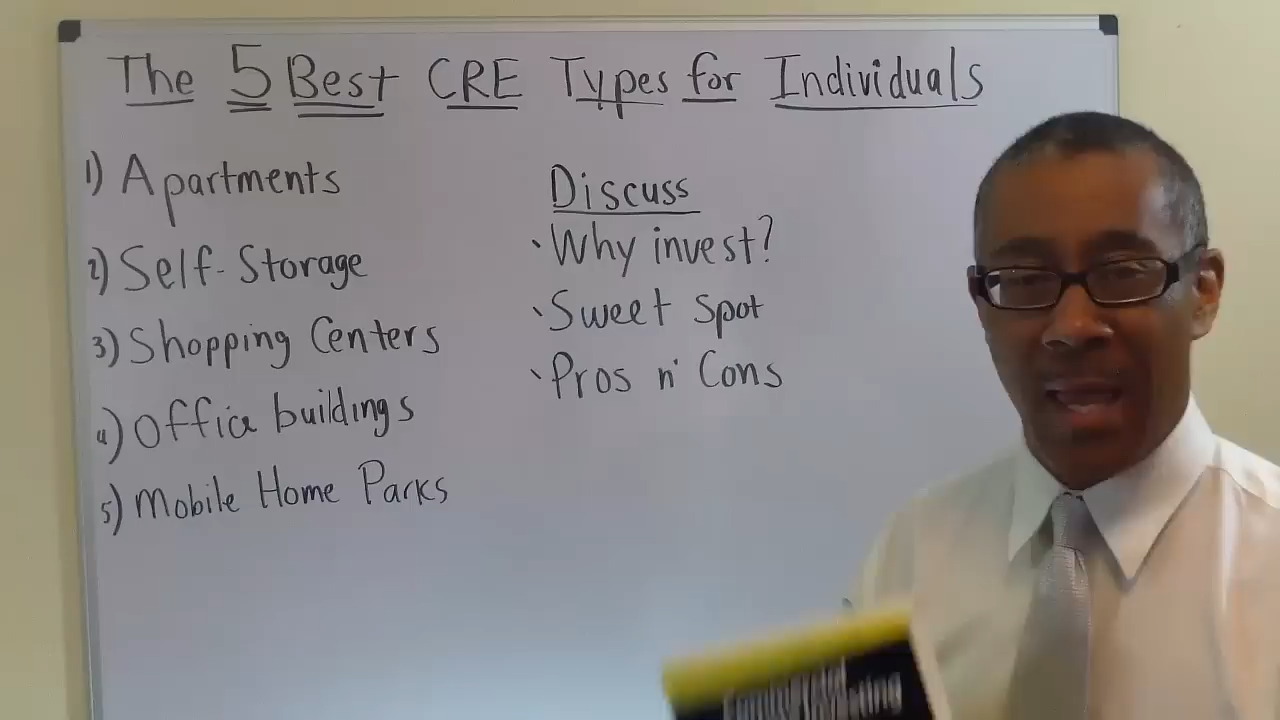 The 5 Best CRE Types for Individuals
1) Apartments
2) Self-Storage
3) Shopping Centers
4) Office buildings
5) Mobile Home Parks
Discuss
· Why invest?
· Sweet spot
· Pros n' Cons